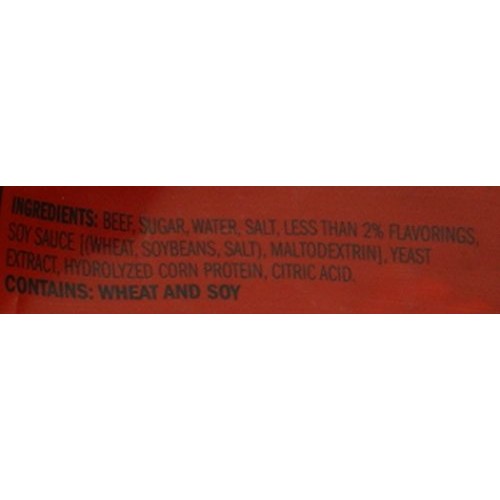 INGREDIENTS: BEEF, SUGAR, WATER, SALT, LESS THAN 2% FLAVORINGS,
SOY SAUCE [(WHEAT, SOYBEANS, SALT), MALTODEXTRIN], YEAST
EXTRACT, HYDROLYZED CORN PROTEIN, CITRIC ACID.
CONTAINS: WHEAT AND SOY